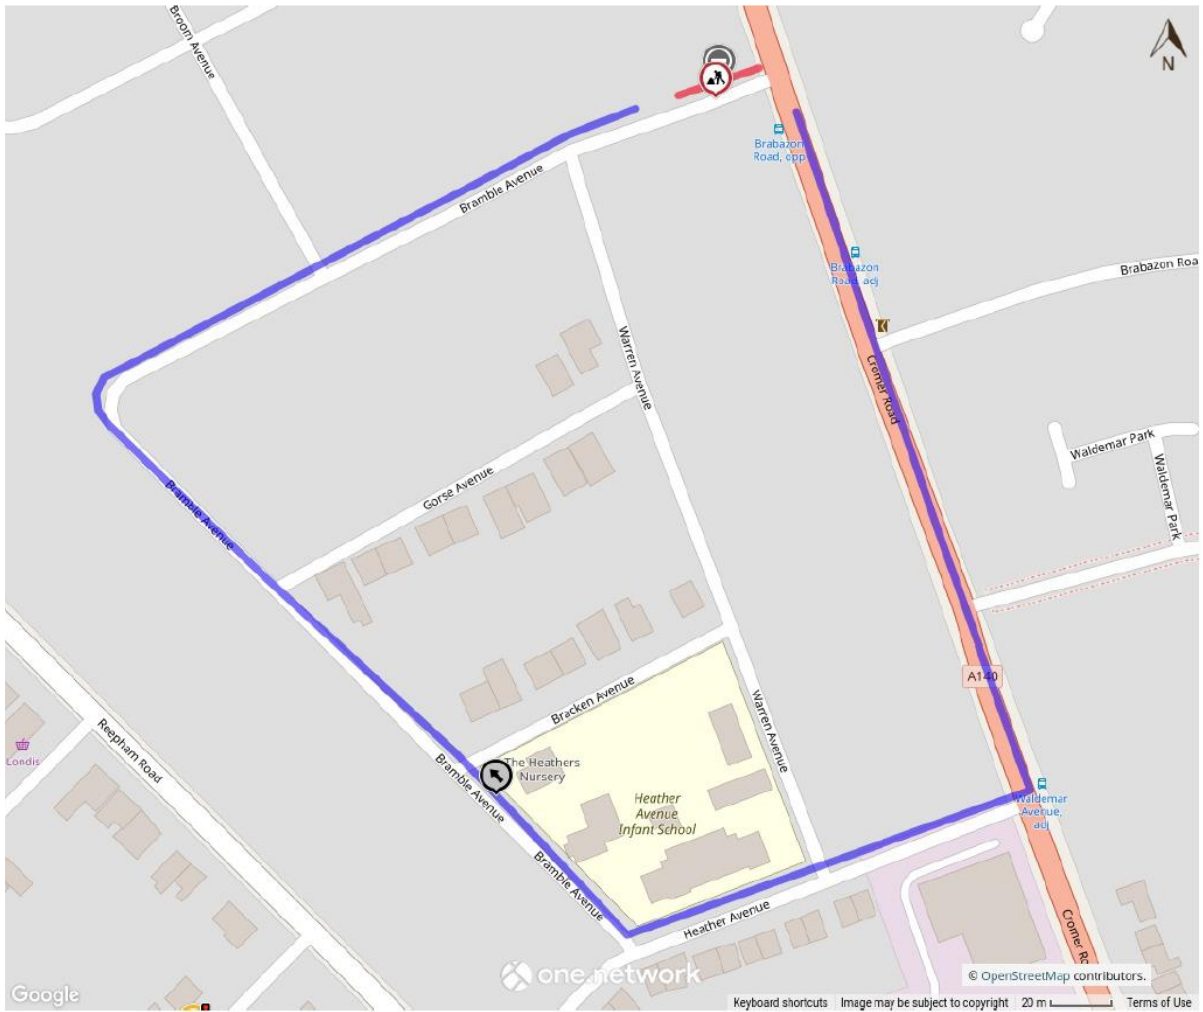 Broom Avenue
N
Brabazon
Road, opp
Bramble Avenue
Brabazon
Road, adj
Brabazon Roa
Warren Avenue
Cromer Road
Waldemar Park
Waldemar Park
Gorse Avenue
Bramble Avenue
A140
Bracken Avenue
Warren Avenue
Reepham Road
Londis
The Heathers
Nursery
Bramble Avenue
Heather
Avenue
Infant School
Waldemar
Avenue,
adj
Bramble Avenue
Heather Avenue
Cromer Ro
one.network
© OpenStreetMap contributors.
Google
Keyboard shortcuts
Image may be subject to copyright
20 m
Terms of Use